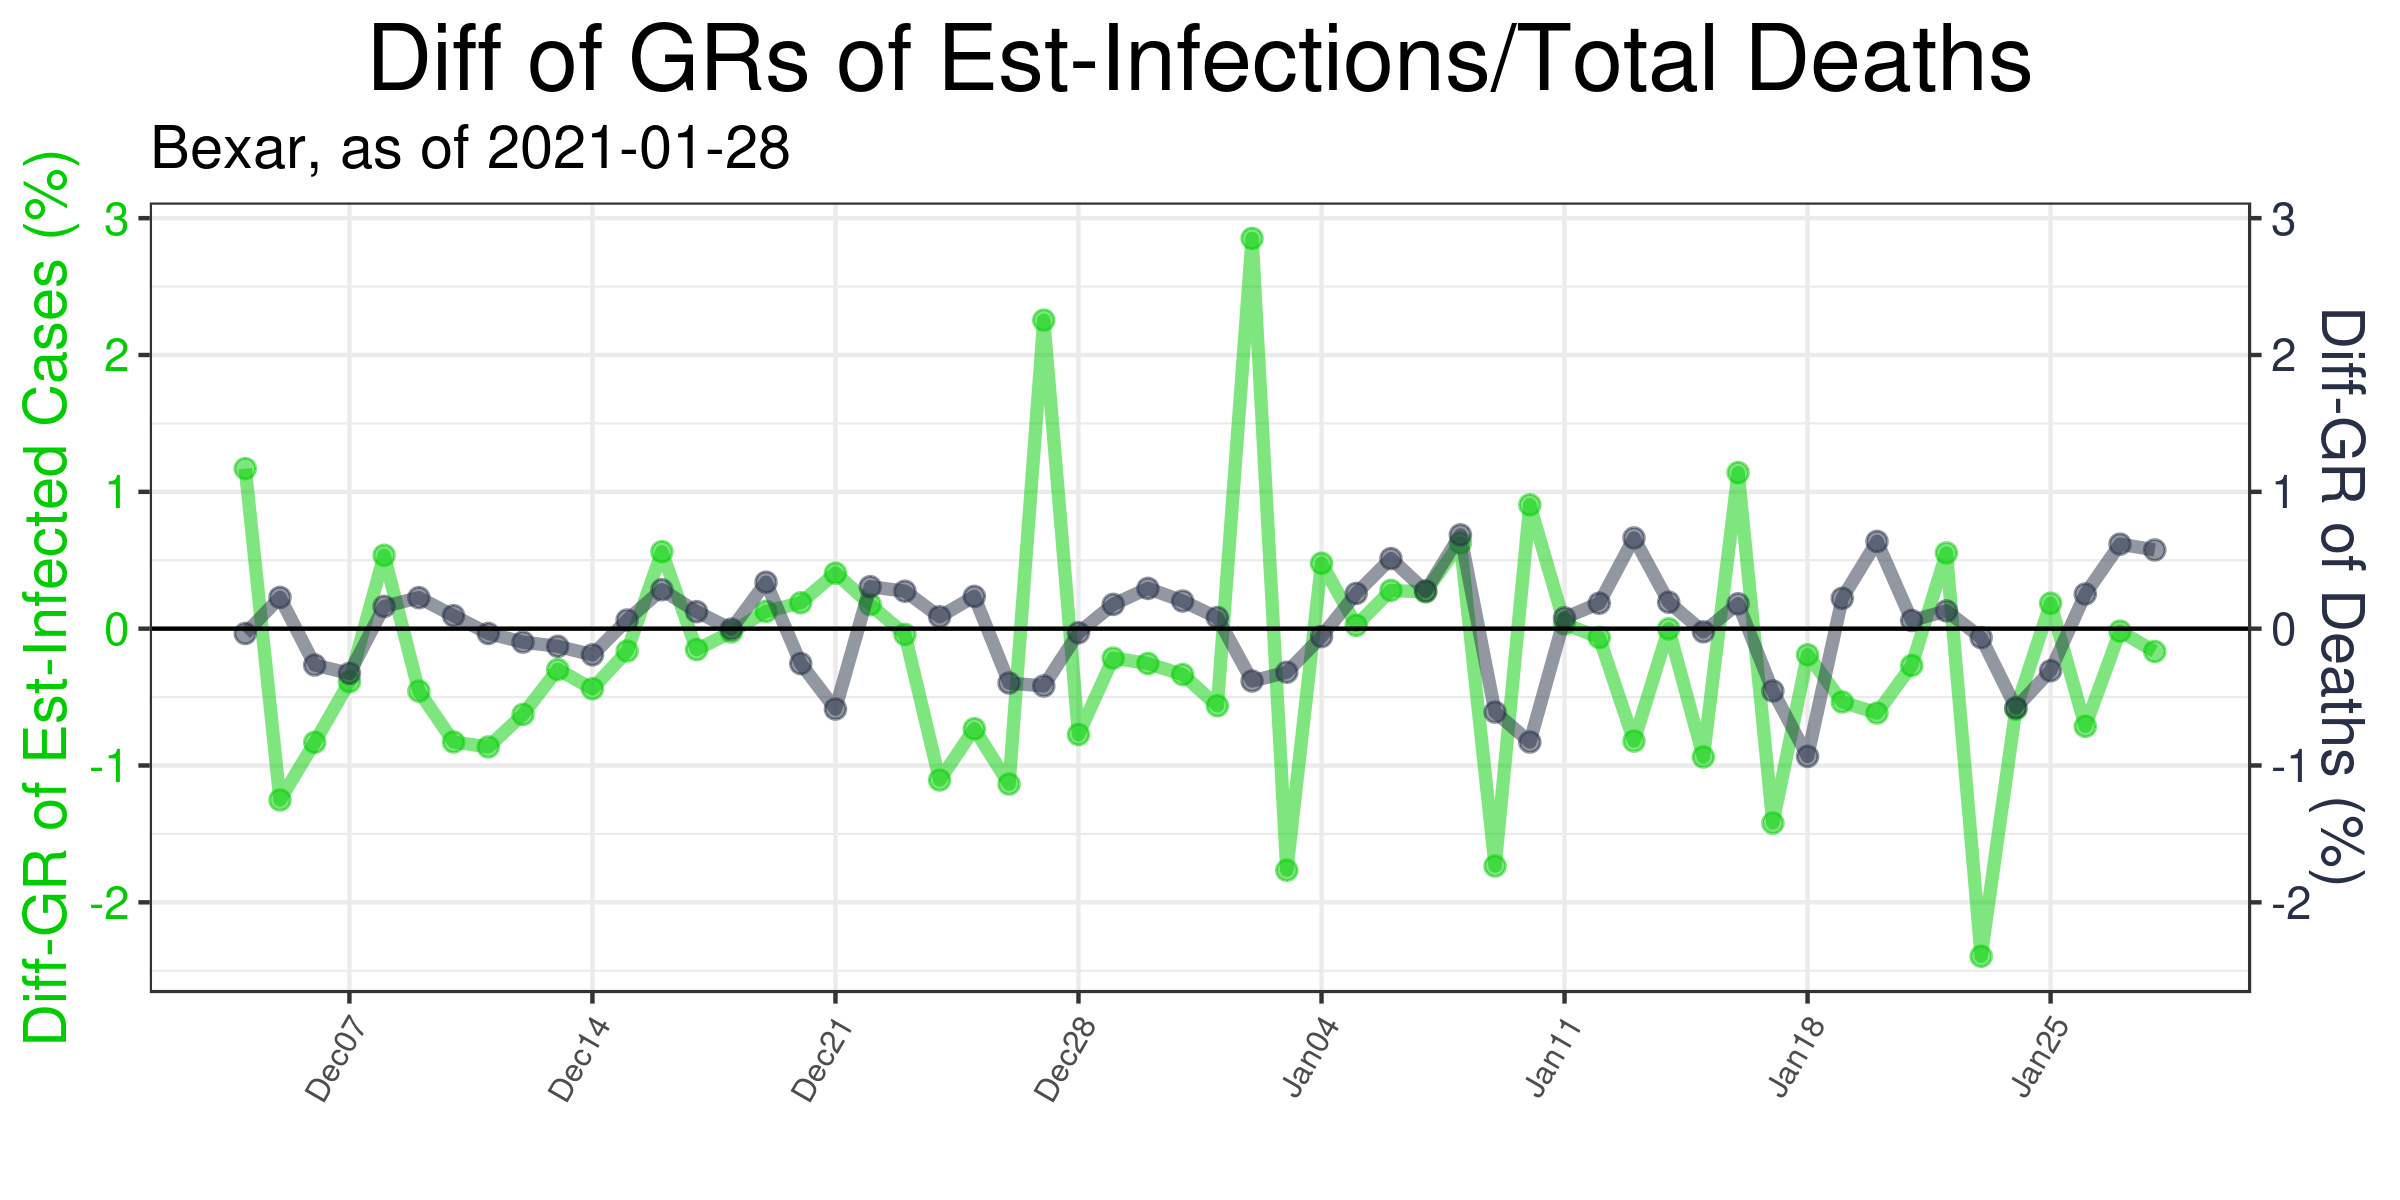 Diff of GRs of Est-Infections/Total Deaths
Bexar, as of 2021-01-28
Diff-GR of Est-Infected Cases (%)
3
2
1
0
-1
-2
3
2
1
0
-1
-2
Diff-GR of Deaths (%)
Dec07
Dec14
Dec21
Dec28
Jan04
Jan11
Jan18
Jan25